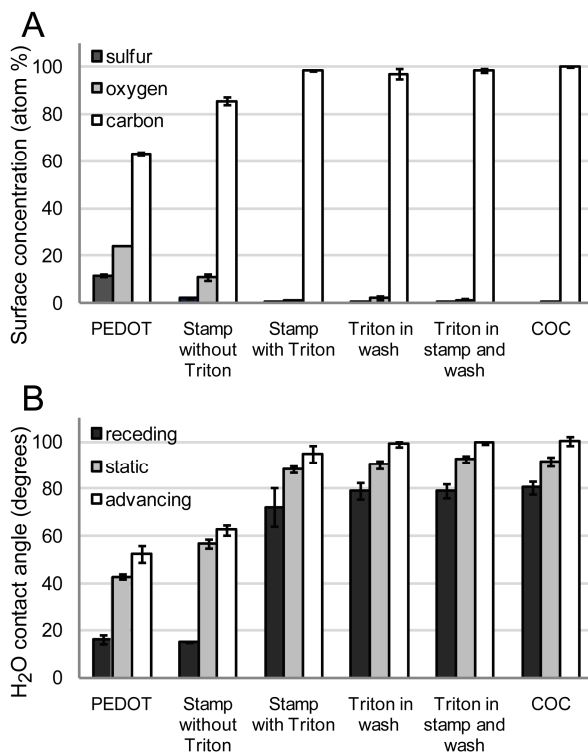 A
Surface concentration (atom %)
100
80
60
40
20
0
sulfur
oxygen
carbon
PEDOT
Stamp
without
Triton
Stamp
with Triton
Triton in
wash
Triton in
stamp and
wash
COC
B
H₂O contact angle (degrees)
100
80
60
40
20
0
receding
static
advancing
PEDOT
Stamp
without
Triton
Stamp
with Triton
Triton in
wash
Triton in
stamp and
wash
COC